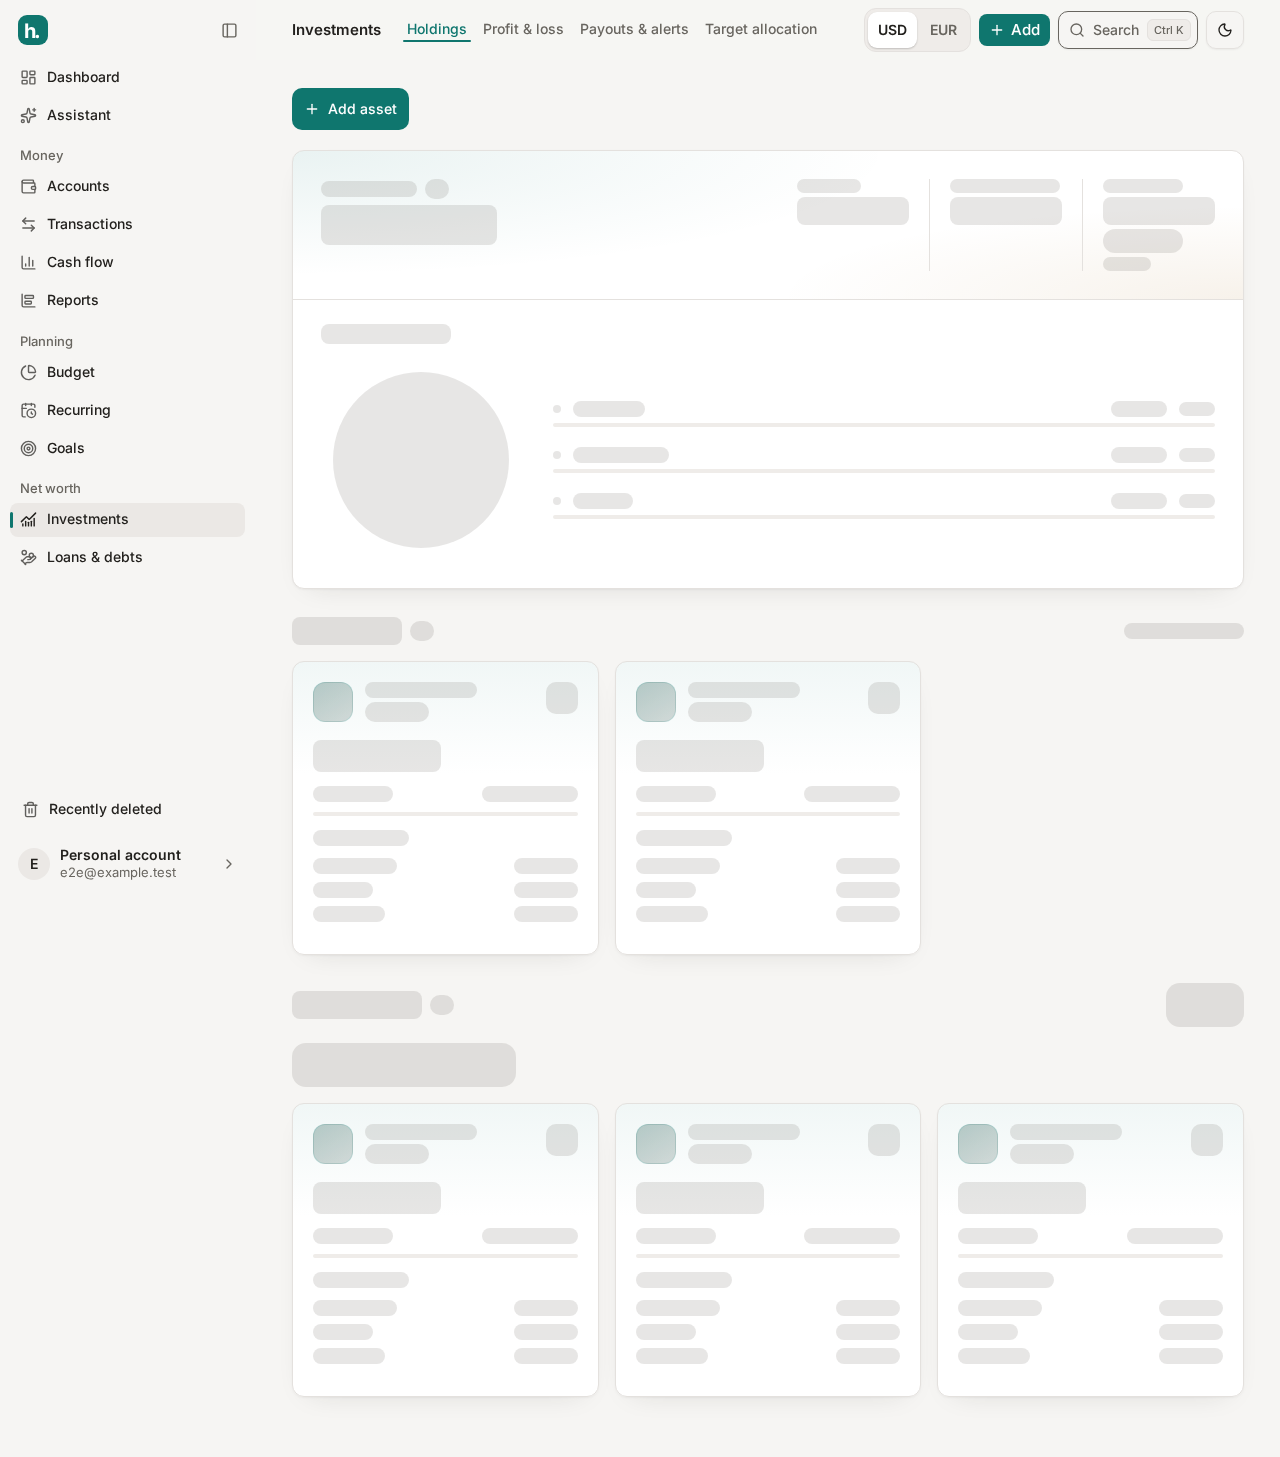 h.
Dashboard
Assistant
Money
Accounts
Transactions
Cash flow
Reports
Planning
Budget
Recurring
Goals
Net worth
Investments
Loans & debts
Recently deleted
E
Personal account
e2e@example.test
Investments
Holdings
Profit & loss
Payouts & alerts
Target allocation
USD
EUR
Add
Search
Ctrl K
Add asset